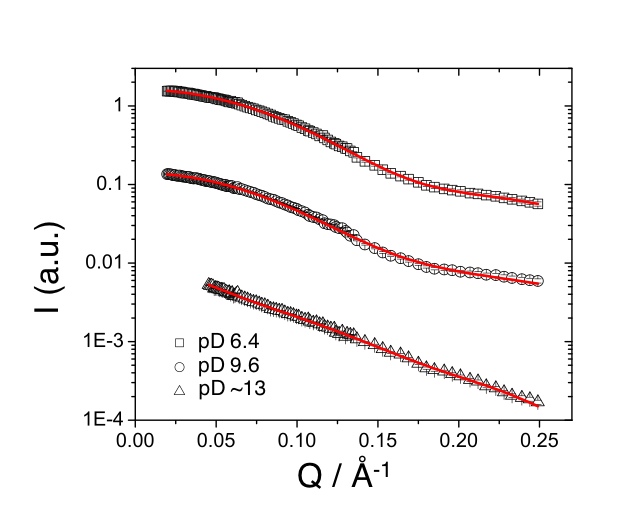 1
0.1
0.01
1E-3
1E-4
I (a.u.)
pD 6.4
pD 9.6
pD ~13
0.00 0.05 0.10 0.15 0.20 0.25
Q / Å⁻¹